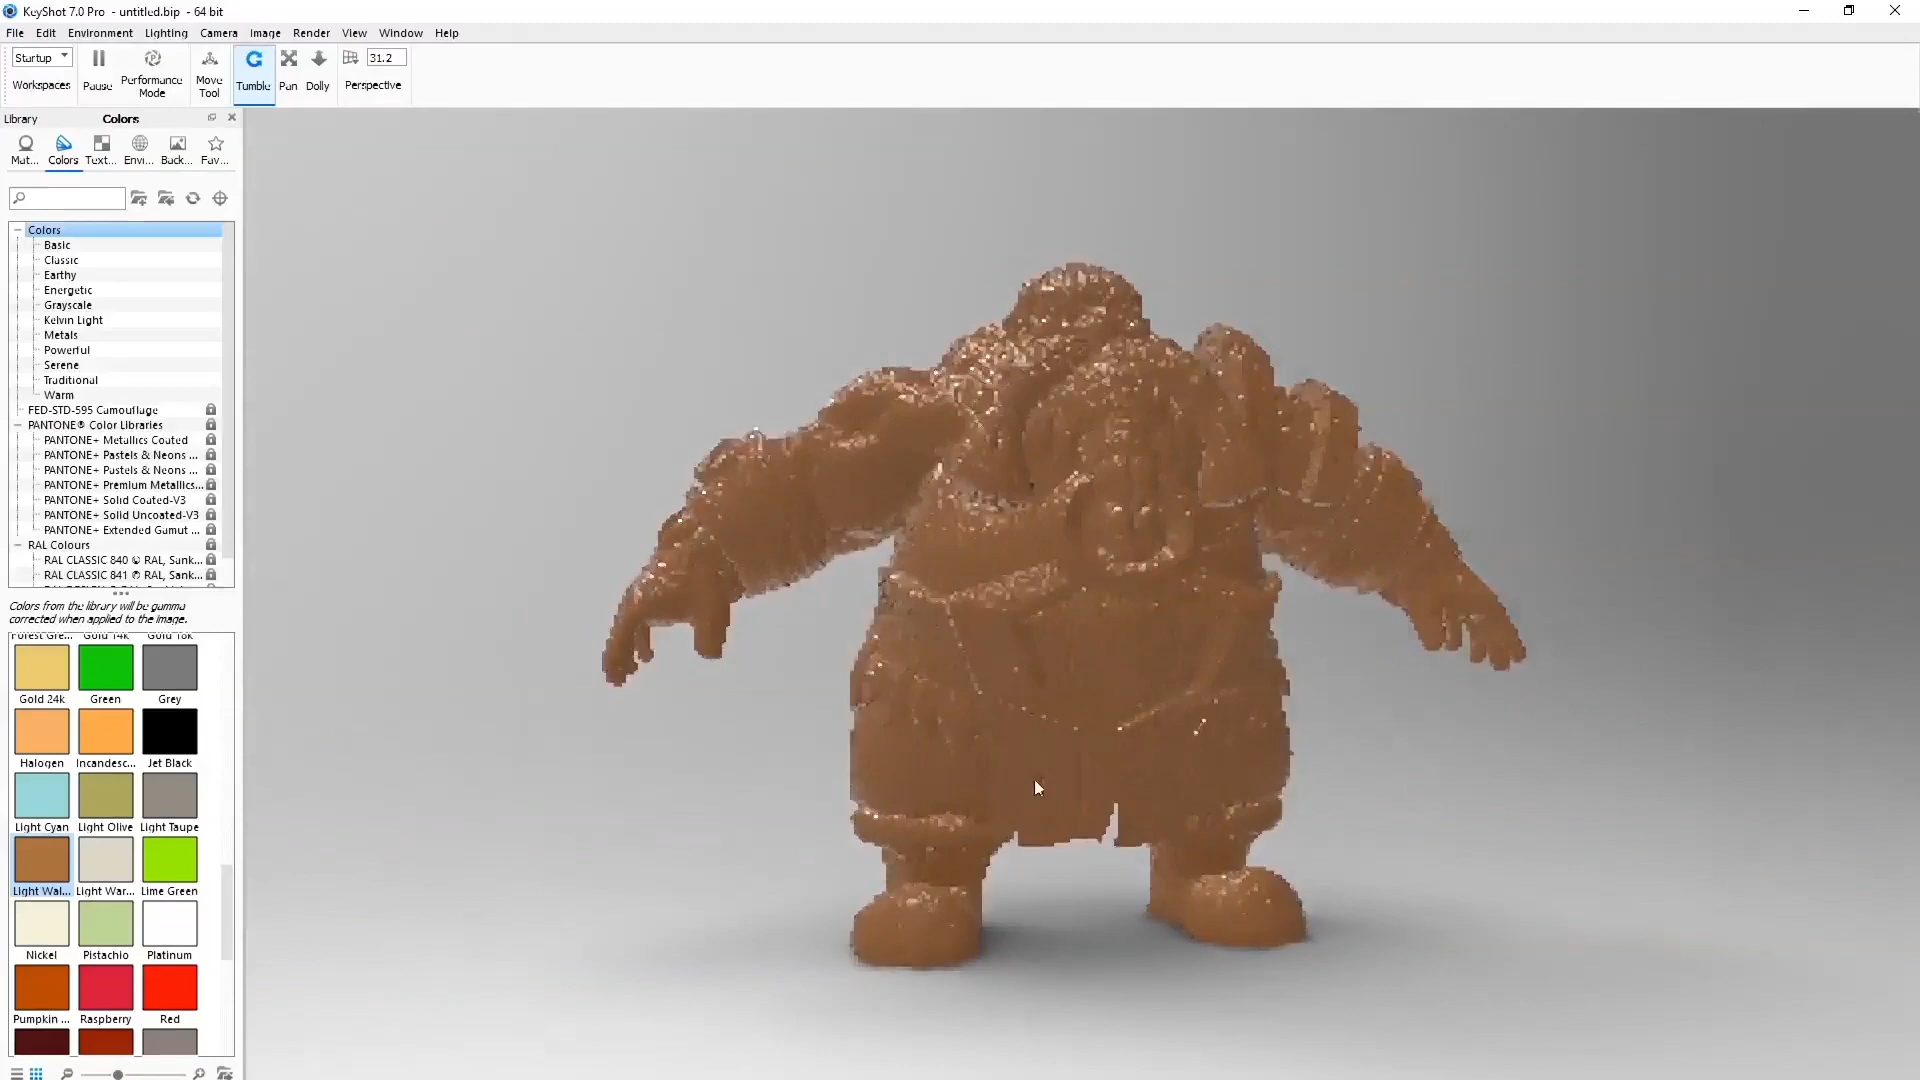 KeyShot 7.0 Pro - untitled.bip - 64 bit
File Edit Environment Lighting Camera Image Render View Window Help
Startup
31.2
Workspaces Pause Performance Mode Move Tool Tumble Pan Dolly Perspective
Library Colors
Mat... Colors Text... Envi... Back... Fav...
Colors
Basic
Classic
Earthy
Energetic
Grayscale
Kelvin Light
Metals
Powerful
Serene
Traditional
Warm
FED-STD-595 Camouflage
PANTONE® Color Libraries
PANTONE+ Metallics Coated
PANTONE+ Pastels & Neons ...
PANTONE+ Pastels & Neons ...
PANTONE+ Premium Metallics...
PANTONE+ Solid Coated-V3
PANTONE+ Solid Uncoated-V3
PANTONE+ Extended Gamut ...
RAL Colours
RAL CLASSIC 840 © RAL, Sank...
RAL CLASSIC 841 © RAL, Sank...
Colors from the library will be gamma
corrected when applied to the image.
Forest Gre... Gold 14k Gold 18k
Gold 24k Green Grey
Halogen Incandesc... Jet Black
Light Cyan Light Olive Light Taupe
Light Wal... Light War... Lime Green
Nickel Pistachio Platinum
Pumpkin ... Raspberry Red